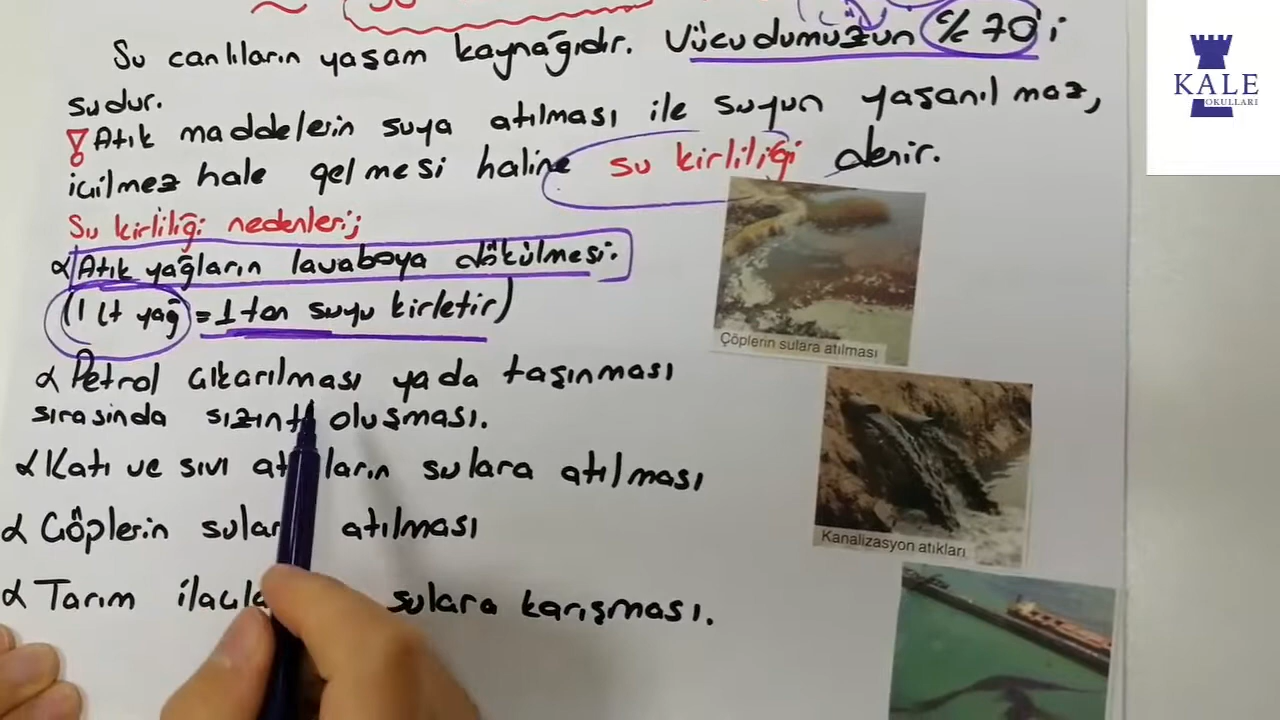 Su canlıların yaşam kaynağıdır. Vücudumuzun % 70'i
sudur.
Atık maddelerin suya atılması ile suyun yaşanılmaz,
içilmez hale gelmesi haline su kirliliği denir.
Su kirliliği nedenleri;
Atık yağların lavaboya dökülmesi.
(1 Lt yağ = 1 ton suyu kirletir)
Petrol çıkarılması yada taşınması
sırasinda sızıntı oluşması.
Katı ve sıvı atıkların sulara atılması
Çöplerin sulara atılması
Tarım ilaçla sulara karışması.
Çöplerin sulara atılması
Kanalizasyon atıkları
KALE
OKULLARI